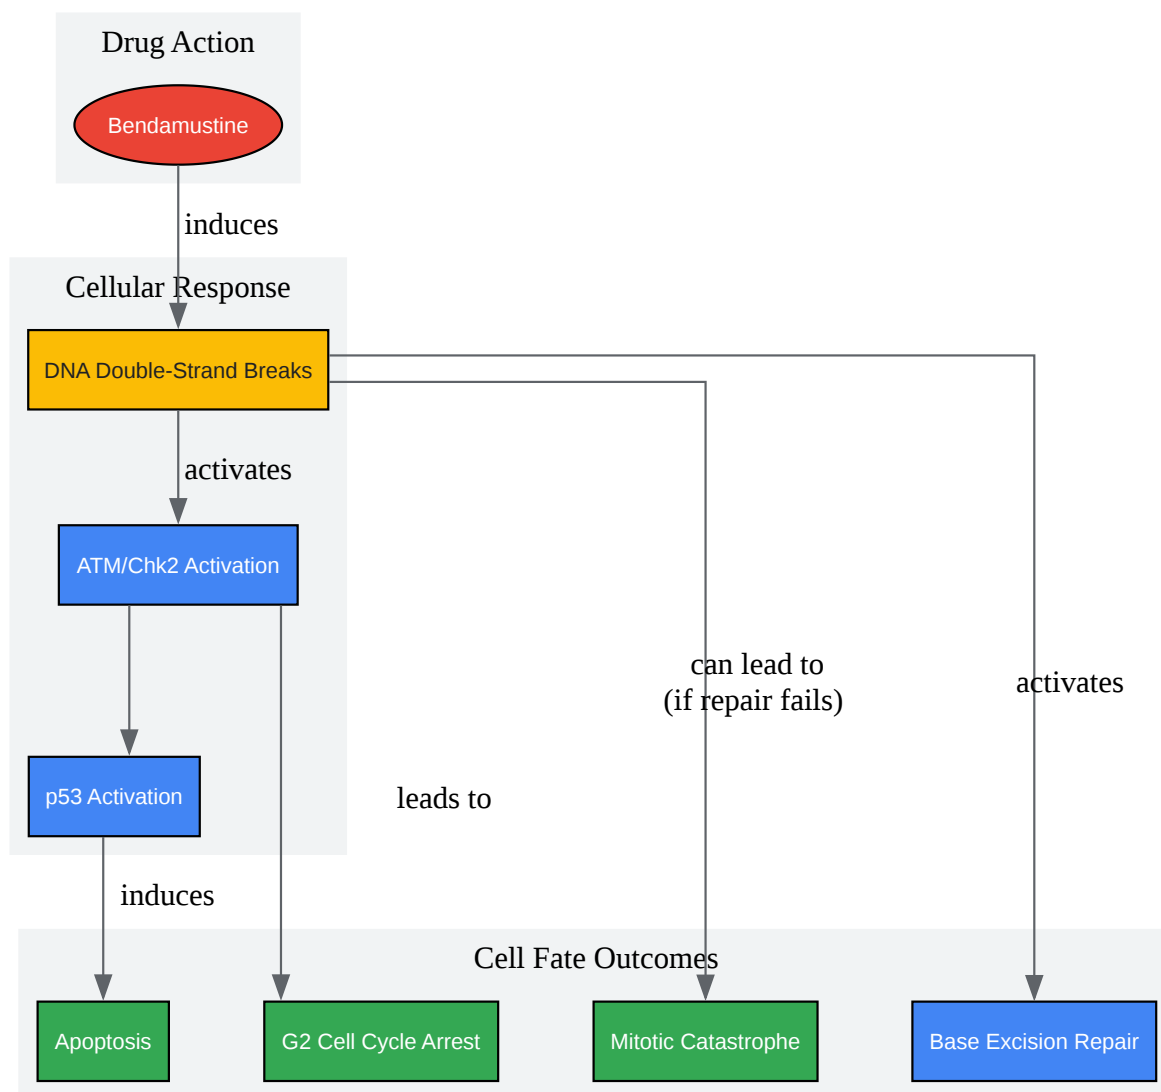 Drug Action
Bendamustine
induces
Cellular Response
DNA Double-Strand Breaks
activates
ATM/Chk2 Activation
can lead to
(if repair fails)
activates
p53 Activation
leads to
induces
Cell Fate Outcomes
Apoptosis
G2 Cell Cycle Arrest
Mitotic Catastrophe
Base Excision Repair